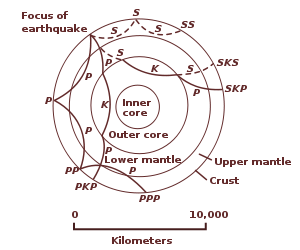 Focus of
earthquake
S
S
S
SS
S
P
P
K
S
SKS
P
SKP
P
K
Inner
core
P
Outer core
P
Lower mantle
PP
P
Upper mantle
PKP
Crust
PPP
0
10,000
Kilometers